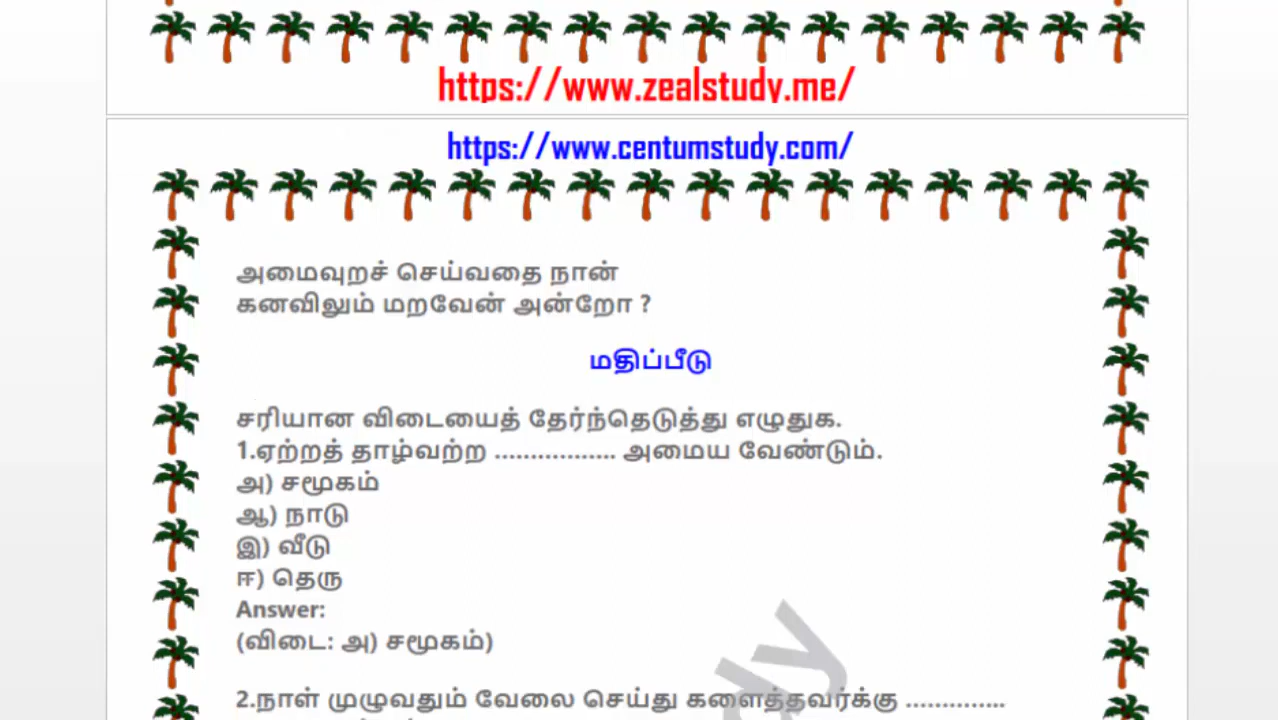 https://www.zealstudy.me/
https://www.centumstudy.com/
அமைவுறச் செய்வதை நான்
கனவிலும் மறவேன் அன்றோ ?
மதிப்பீடு
சரியான விடையைத் தேர்ந்தெடுத்து எழுதுக.
1.ஏற்றத் தாழ்வற்ற ................. அமைய வேண்டும்.
அ) சமூகம்
ஆ) நாடு
இ) வீடு
ஈ) தெரு
Answer:
(விடை: அ) சமூகம்)
2.நாள் முழுவதும் வேலை செய்து களைத்தவர்க்கு ..............